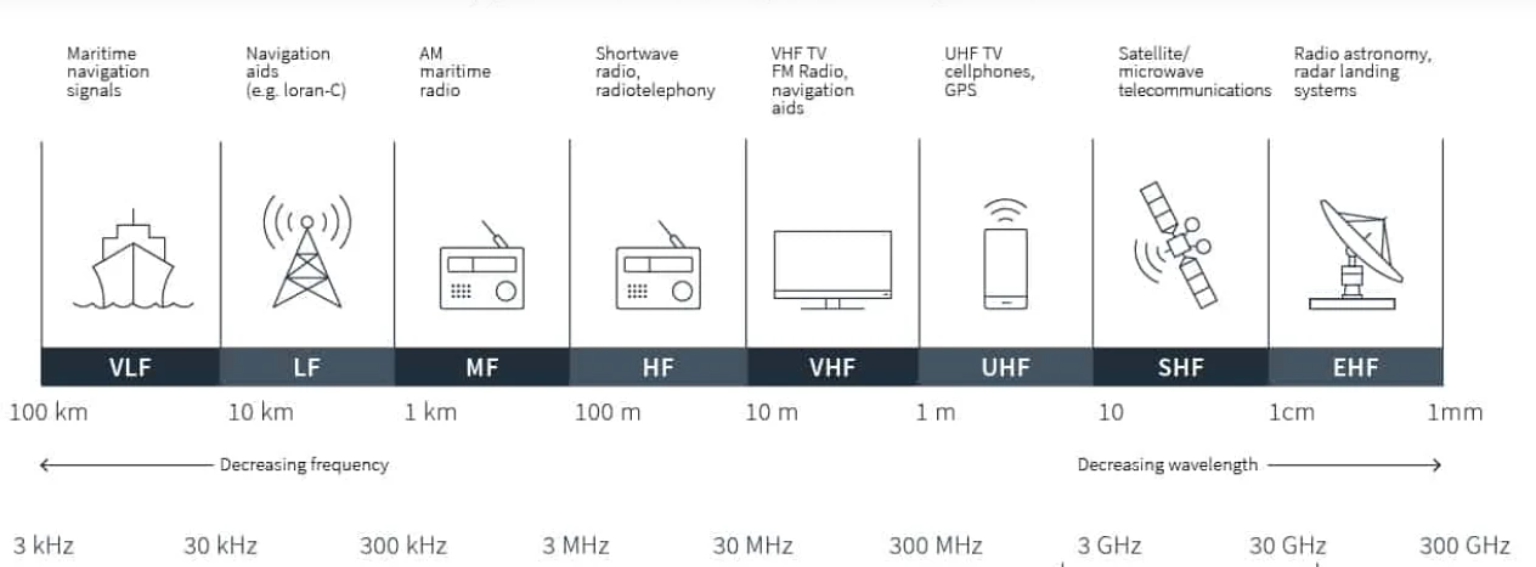 Maritime
navigation
signals
Navigation
aids
(e.g. loran-C)
AM
maritime
radio
Shortwave
radio,
radiotelephony
VHF TV
FM Radio,
navigation
aids
UHF TV
cellphones,
GPS
Satellite/
microwave
telecommunications
Radio astronomy,
radar landing
systems
VLF
LF
MF
HF
VHF
UHF
SHF
EHF
100 km
10 km
1 km
100 m
10 m
1 m
10
1cm
1mm
Decreasing frequency
Decreasing wavelength
3 kHz
30 kHz
300 kHz
3 MHz
30 MHz
300 MHz
3 GHz
30 GHz
300 GHz